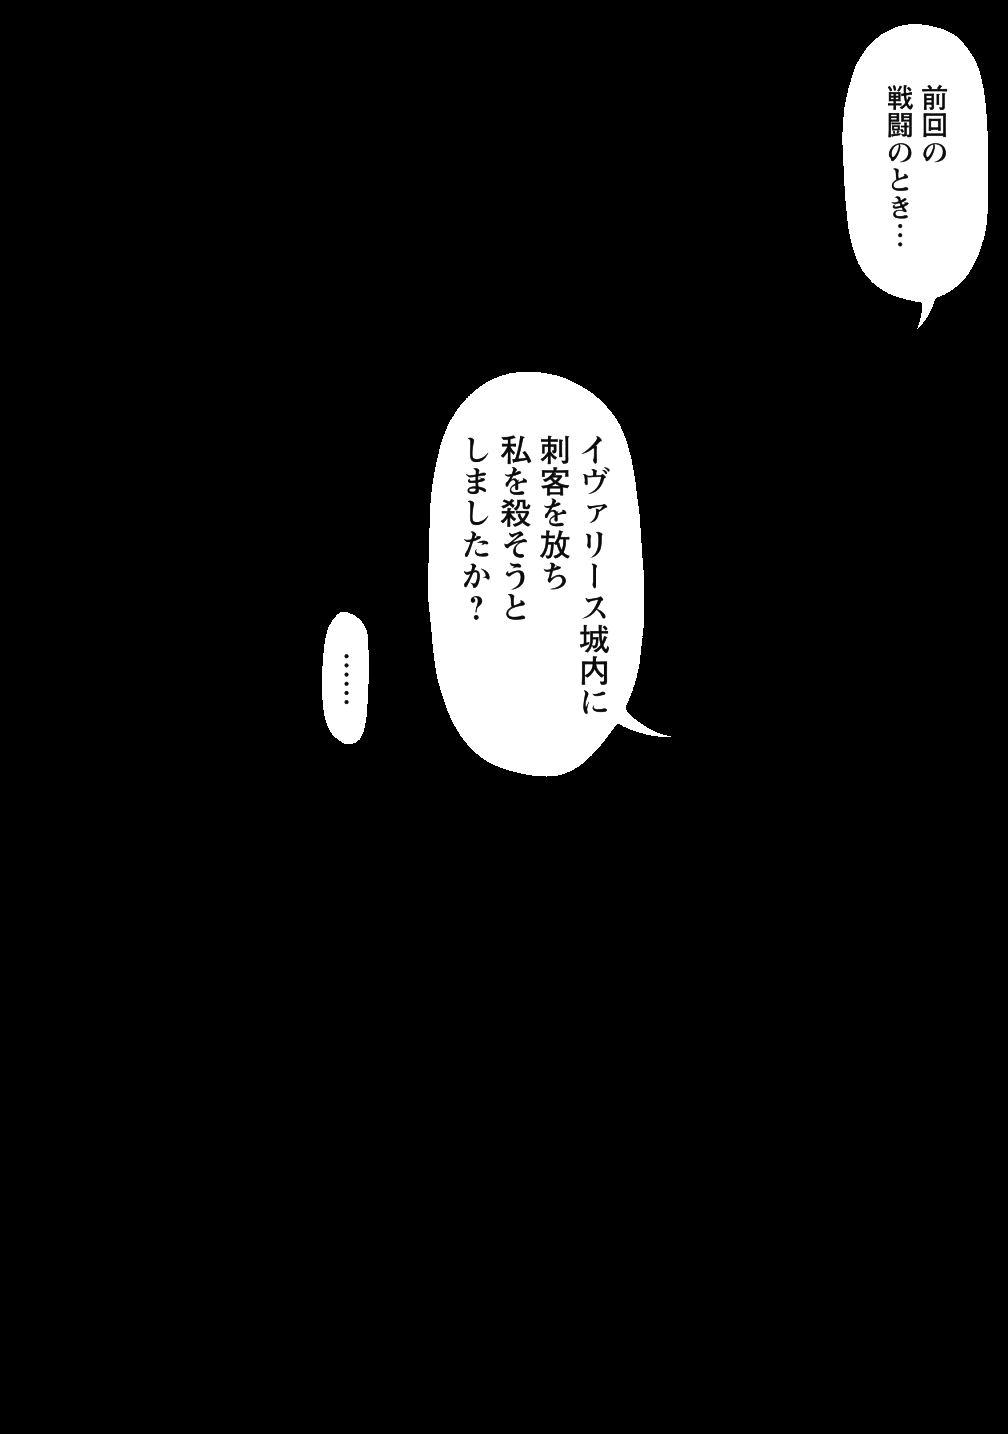 前回の
戦闘のとき…
イヴァリース城内に
刺客を放ち
私を殺そうと
しましたか？
……